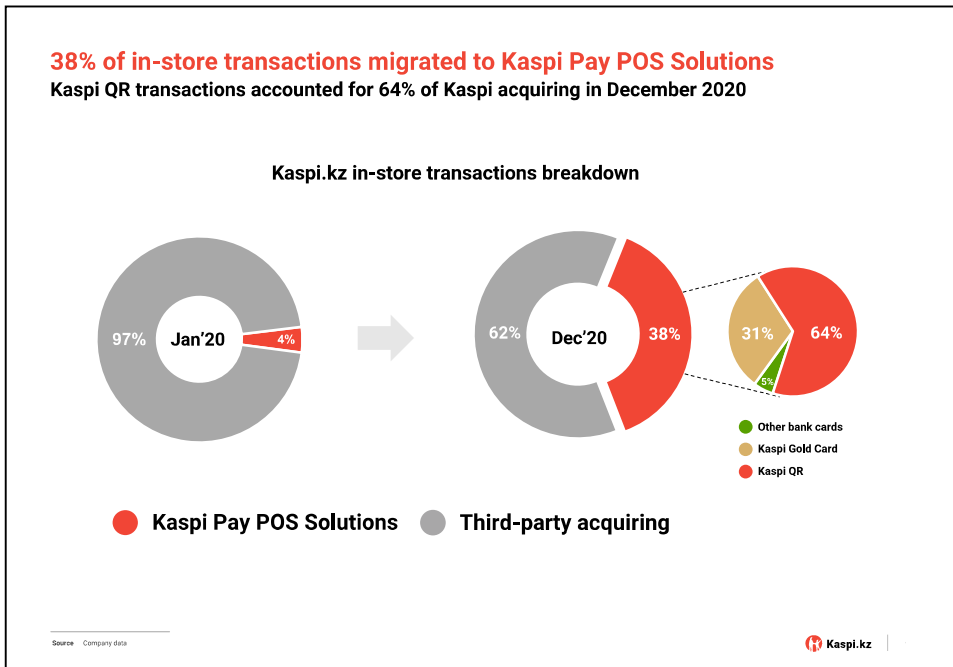 38% of in-store transactions migrated to Kaspi Pay POS Solutions
Kaspi QR transactions accounted for 64% of Kaspi acquiring in December 2020
Kaspi.kz in-store transactions breakdown
97%
Jan'20
4%
62%
Dec'20
38%
31%
64%
5%
Other bank cards
Kaspi Gold Card
Kaspi QR
Kaspi Pay POS Solutions
Third-party acquiring
Source Company data
Kaspi.kz